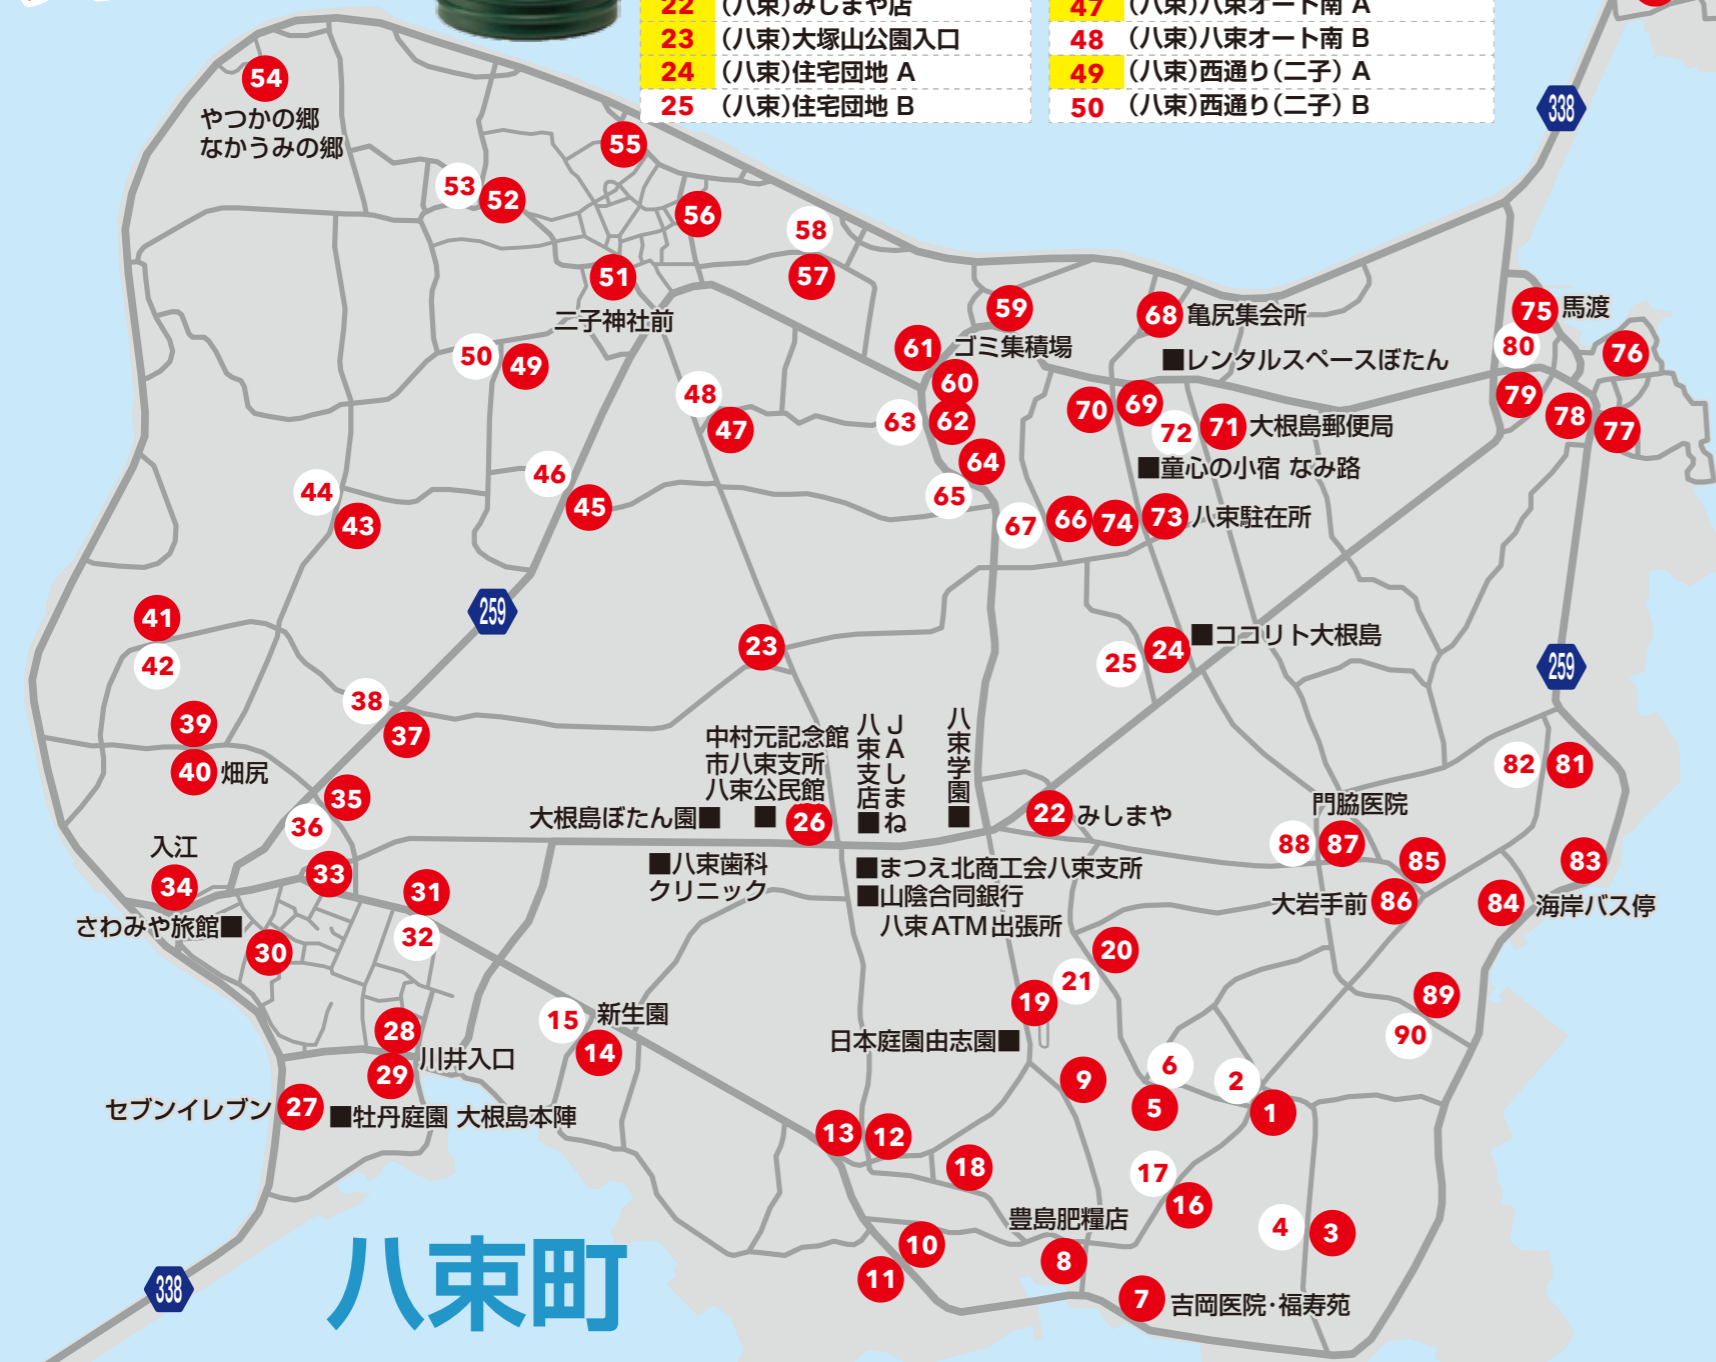 22 (八束)みしまや店
23 (八束)大塚山公園入口
24 (八束)住宅団地 A
25 (八束)住宅団地 B
47 (八束)八束オート南 A
48 (八束)八束オート南 B
49 (八束)西通り(二子) A
50 (八束)西通り(二子) B
338
54
やつかの郷
なかうみの郷
55
53
52
56
58
57
51
二子神社前
59
61
ゴミ集積場
60
63
62
64
65
68 亀尻集会所
■レンタルスペースぼたん
75 馬渡
80
76
79
78
77
70
69
72
71 大根島郵便局
■童心の小宿 なみ路
67
66
74
73 八束駐在所
50
49
48
47
46
45
44
43
259
41
42
39
40 畑尻
38
37
35
36
23
25
24
■ココリト大根島
259
中村元記念館
市八束支所
八束公民館
■
26
大根島ぼたん園■
JAしまね
八束支店■
八束学園■
22 みしまや
82
81
門脇医院
88
87
85
86
大岩手前
83
84 海岸バス停
入江
34
33
31
32
さわみや旅館■
30
■八束歯科
クリニック
■まつえ北商工会八束支所
■山陰合同銀行
八束ATM出張所
20
21
19
日本庭園由志園■
89
90
15
新生園
14
28
川井入口
29
セブンイレブン 27
■牡丹庭園 大根島本陣
9
6
5
2
1
13
12
18
17
16
4
3
豊島肥糧店
8
10
11
7 吉岡医院・福寿苑
八束町
338